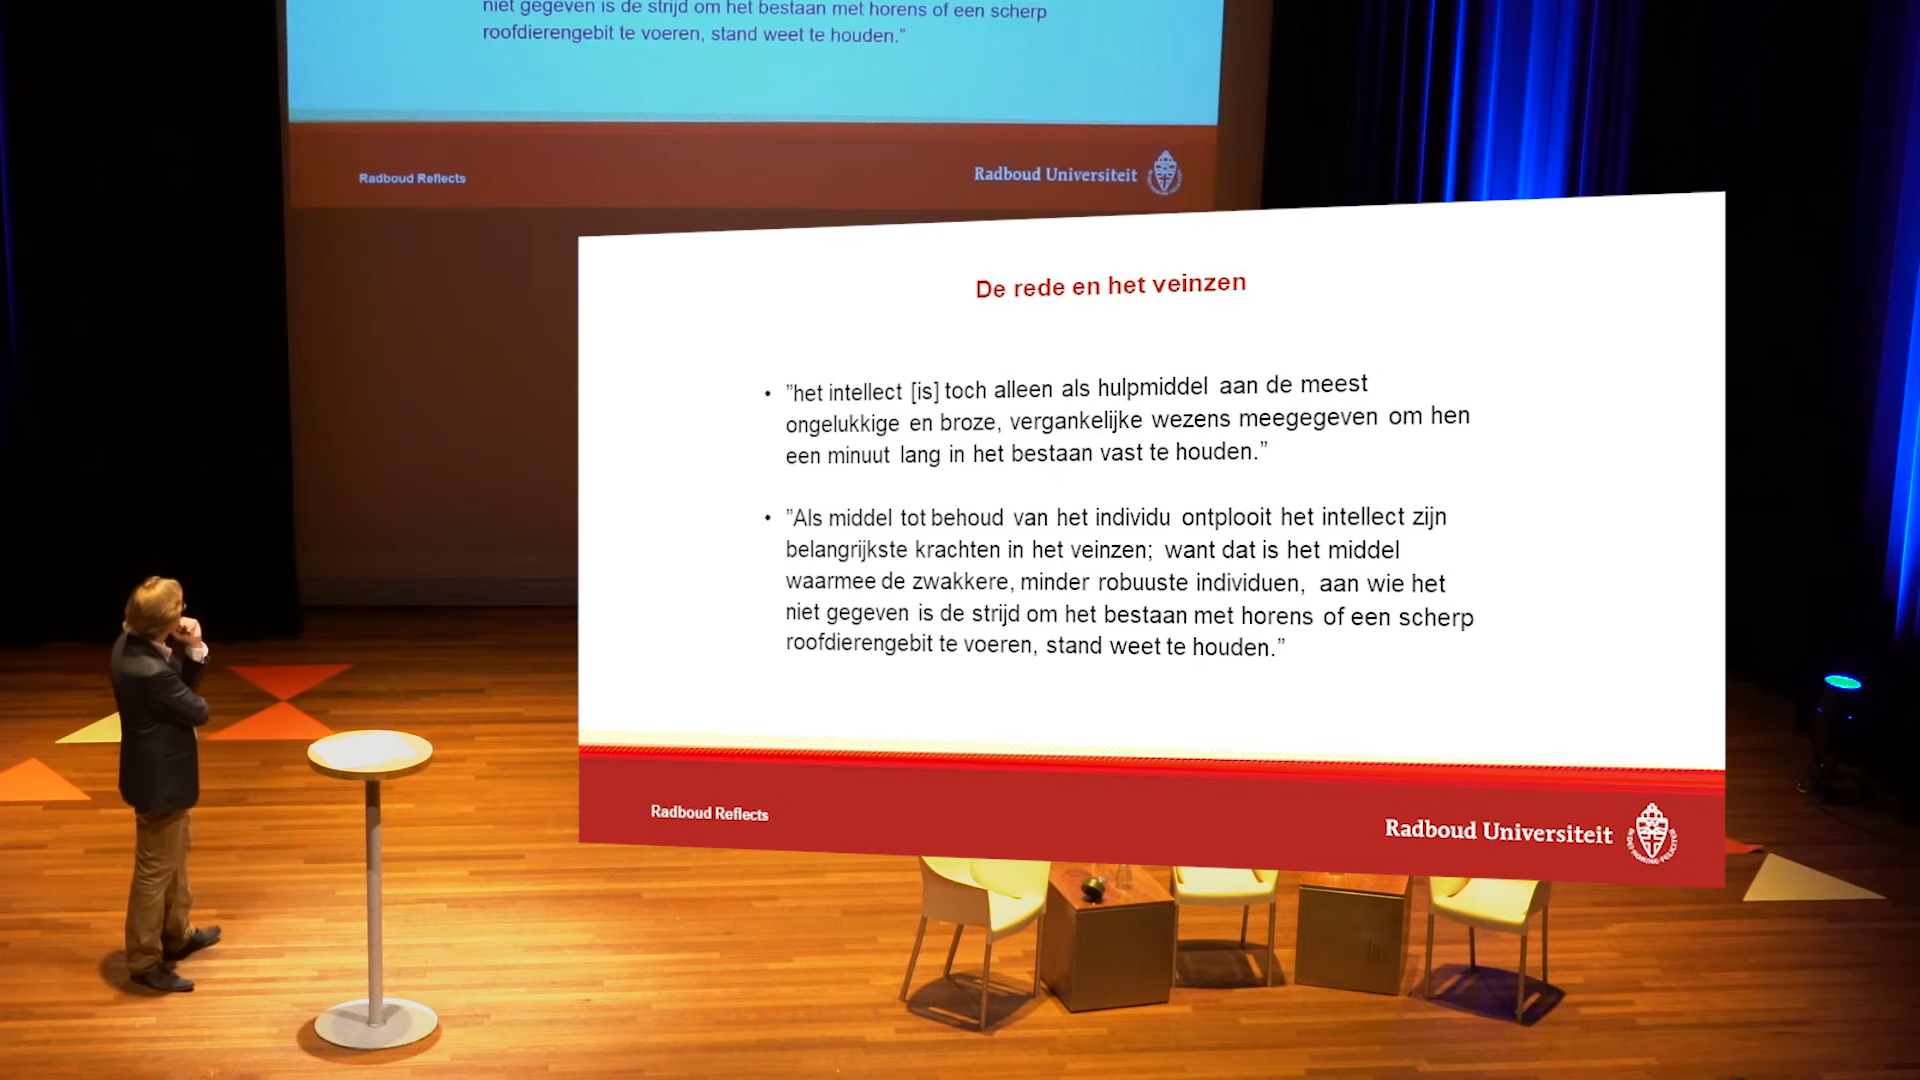 niet gegeven is de strijd om het bestaan met horens of een scherp
roofdierengebit te voeren, stand weet te houden.”
Radboud Reflects
Radboud Universiteit
De rede en het veinzen
• ”het intellect [is] toch alleen als hulpmiddel aan de meest
ongelukkige en broze, vergankelijke wezens meegegeven om hen
een minuut lang in het bestaan vast te houden.”
• ”Als middel tot behoud van het individu ontplooit het intellect zijn
belangrijkste krachten in het veinzen; want dat is het middel
waarmee de zwakkere, minder robuuste individuen, aan wie het
niet gegeven is de strijd om het bestaan met horens of een scherp
roofdierengebit te voeren, stand weet te houden.”
Radboud Reflects
Radboud Universiteit